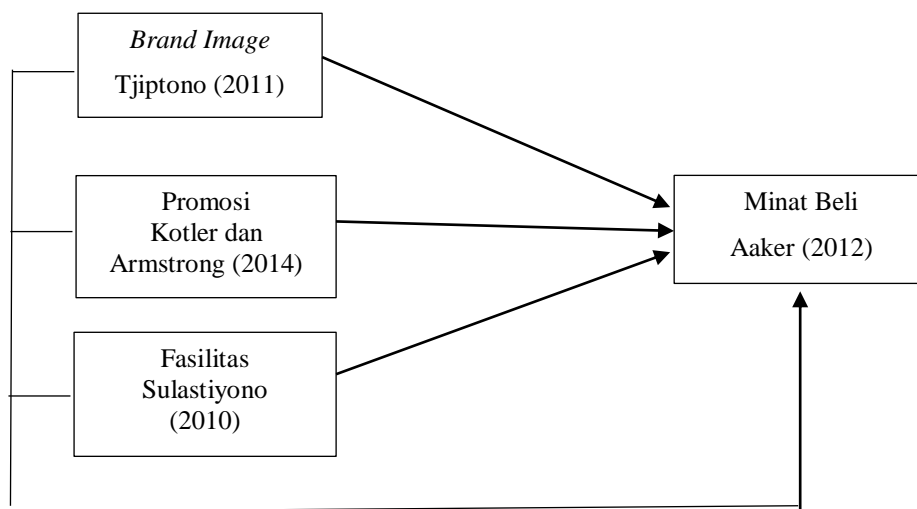 Brand Image
Tjiptono (2011)
Promosi
Kotler dan
Armstrong (2014)
Fasilitas
Sulastiyono
(2010)
Minat Beli
Aaker (2012)